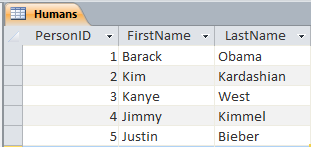 Humans
PersonID FirstName LastName
1 Barack Obama
2 Kim Kardashian
3 Kanye West
4 Jimmy Kimmel
5 Justin Bieber